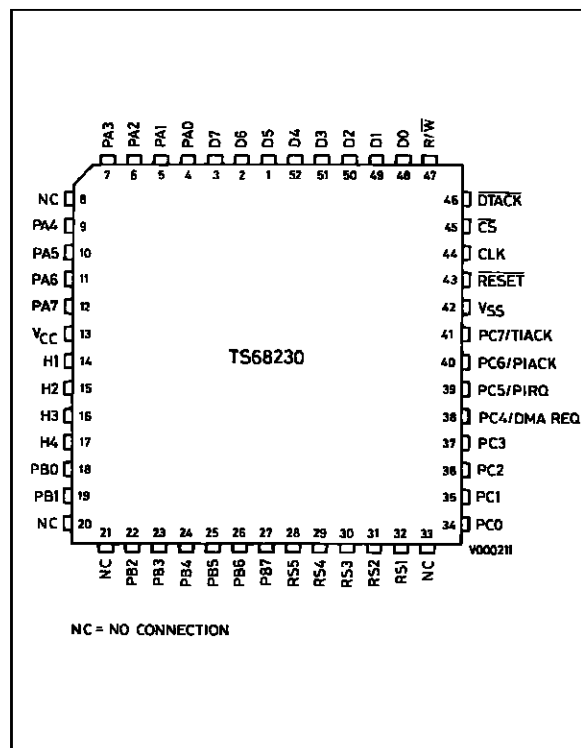 PA3 PA2 PA1 PA0 D7 D6 D5 D4 D3 D2 D1 D0 R/W̅
7 6 5 4 3 2 1 52 51 50 49 48 47
NC 8 46 D̅T̅A̅C̅K̅
PA4 9 45 C̅S̅
PA5 10 44 CLK
PA6 11 43 R̅E̅S̅E̅T̅
PA7 12 42 VSS
VCC 13 41 PC7/TIACK
TS68230
H1 14 40 PC6/PIACK
H2 15 39 PC5/PIRQ
H3 16 38 PC4/DMA REQ
H4 17 37 PC3
PB0 18 36 PC2
PB1 19 35 PC1
NC 20 34 PC0
21 22 23 24 25 26 27 28 29 30 31 32 33
V000211
NC PB2 PB3 PB4 PB5 PB6 PB7 RS5 RS4 RS3 RS2 RS1 NC
NC = NO CONNECTION